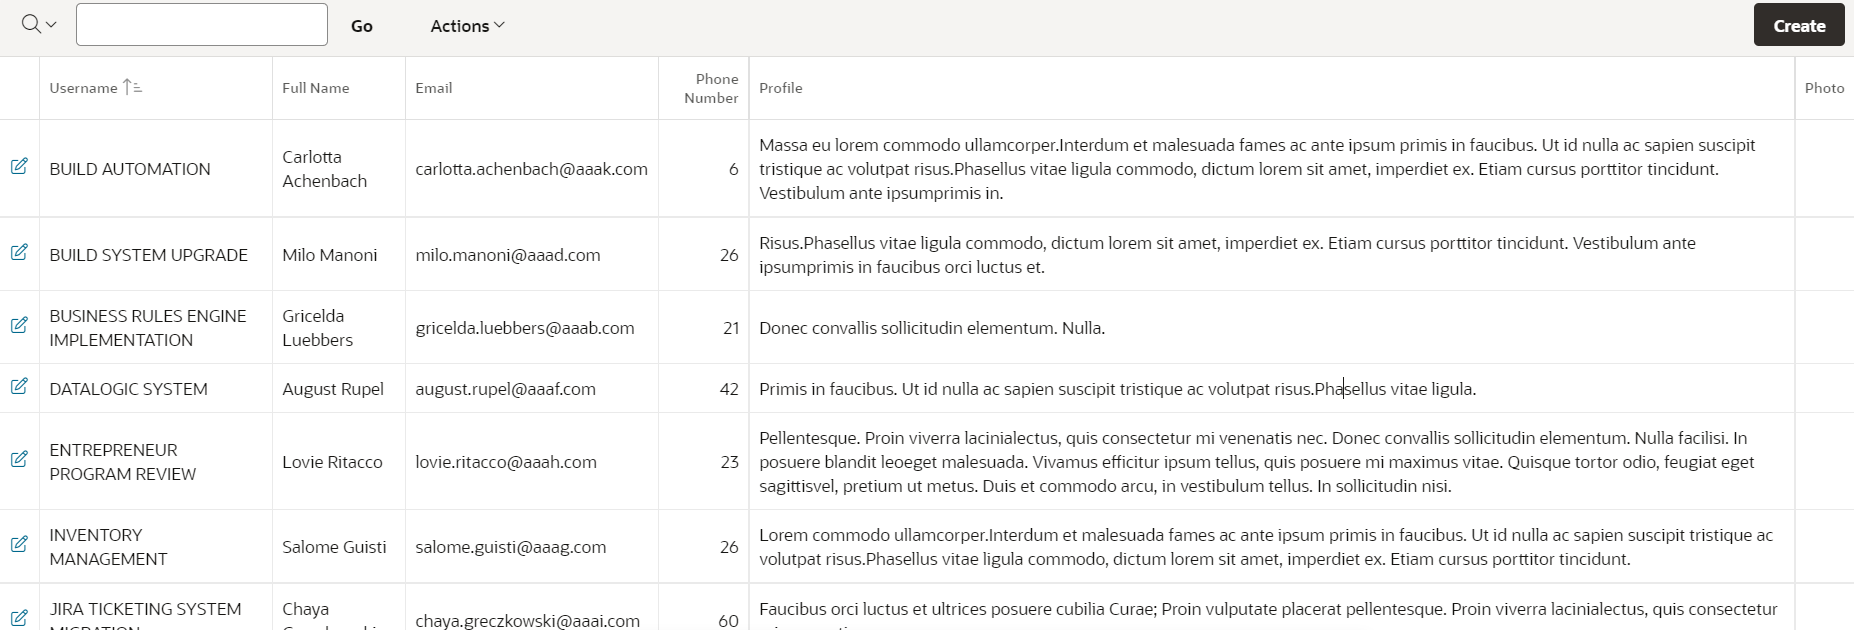 Go
Actions
Create
Username
Full Name
Email
Phone
Number
Profile
Photo
BUILD AUTOMATION
Carlotta
Achenbach
carlotta.achenbach@aaak.com
6
Massa eu lorem commodo ullamcorper.Interdum et malesuada fames ac ante ipsum primis in faucibus. Ut id nulla ac sapien suscipit
tristique ac volutpat risus.Phasellus vitae ligula commodo, dictum lorem sit amet, imperdiet ex. Etiam cursus porttitor tincidunt.
Vestibulum ante ipsumprimis in.
BUILD SYSTEM UPGRADE
Milo Manoni
milo.manoni@aaad.com
26
Risus.Phasellus vitae ligula commodo, dictum lorem sit amet, imperdiet ex. Etiam cursus porttitor tincidunt. Vestibulum ante
ipsumprimis in faucibus orci luctus et.
BUSINESS RULES ENGINE
IMPLEMENTATION
Gricelda
Luebbers
gricelda.luebbers@aaab.com
21
Donec convallis sollicitudin elementum. Nulla.
DATALOGIC SYSTEM
August Rupel
august.rupel@aaaf.com
42
Primis in faucibus. Ut id nulla ac sapien suscipit tristique ac volutpat risus.Phasellus vitae ligula.
ENTREPRENEUR
PROGRAM REVIEW
Lovie Ritacco
lovie.ritacco@aaah.com
23
Pellentesque. Proin viverra lacinialectus, quis consectetur mi venenatis nec. Donec convallis sollicitudin elementum. Nulla facilisi. In
posuere blandit leoeget malesuada. Vivamus efficitur ipsum tellus, quis posuere mi maximus vitae. Quisque tortor odio, feugiat eget
sagittisvel, pretium ut metus. Duis et commodo arcu, in vestibulum tellus. In sollicitudin nisi.
INVENTORY
MANAGEMENT
Salome Guisti
salome.guisti@aaag.com
26
Lorem commodo ullamcorper.Interdum et malesuada fames ac ante ipsum primis in faucibus. Ut id nulla ac sapien suscipit tristique ac
volutpat risus.Phasellus vitae ligula commodo, dictum lorem sit amet, imperdiet ex. Etiam cursus porttitor tincidunt.
JIRA TICKETING SYSTEM
Chaya
chaya.greczkowski@aaai.com
60
Faucibus orci luctus et ultrices posuere cubilia Curae; Proin vulputate placerat pellentesque. Proin viverra lacinialectus, quis consectetur